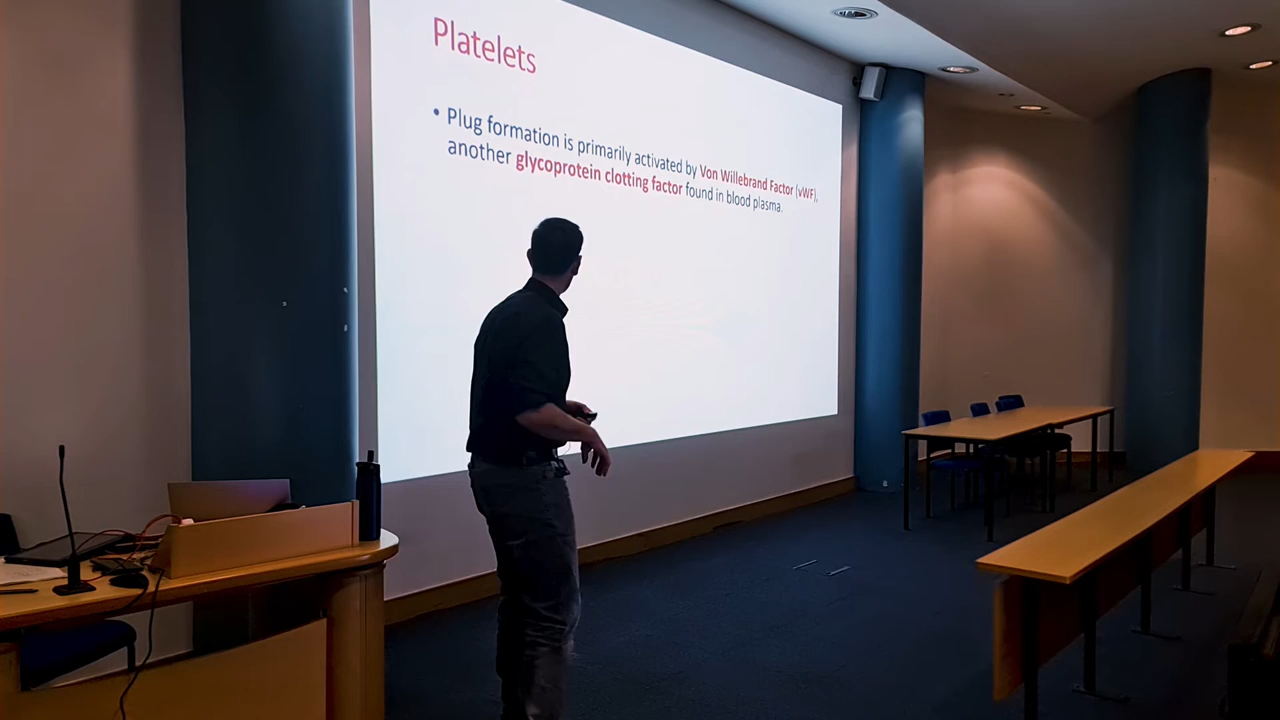 Platelets
• Plug formation is primarily activated by Von Willebrand Factor (vWF),
another glycoprotein clotting factor found in blood plasma.